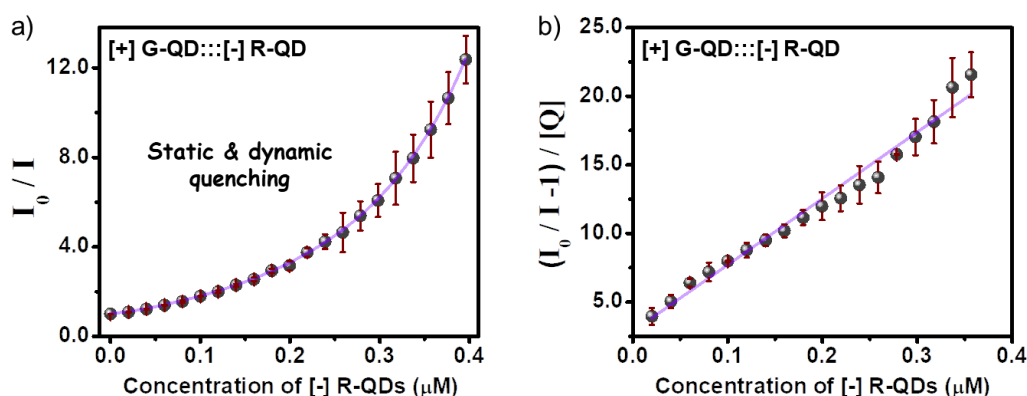 a)
[+] G-QD:::[-] R-QD
Static & dynamic
quenching
I₀ / I
12.0
8.0
4.0
0.0
0.0 0.1 0.2 0.3 0.4
Concentration of [-] R-QDs (μM)
b)
[+] G-QD:::[-] R-QD
(I₀ / I -1) / [Q]
25.0
20.0
15.0
10.0
5.0
0.0 0.1 0.2 0.3 0.4
Concentration of [-] R-QDs (μM)